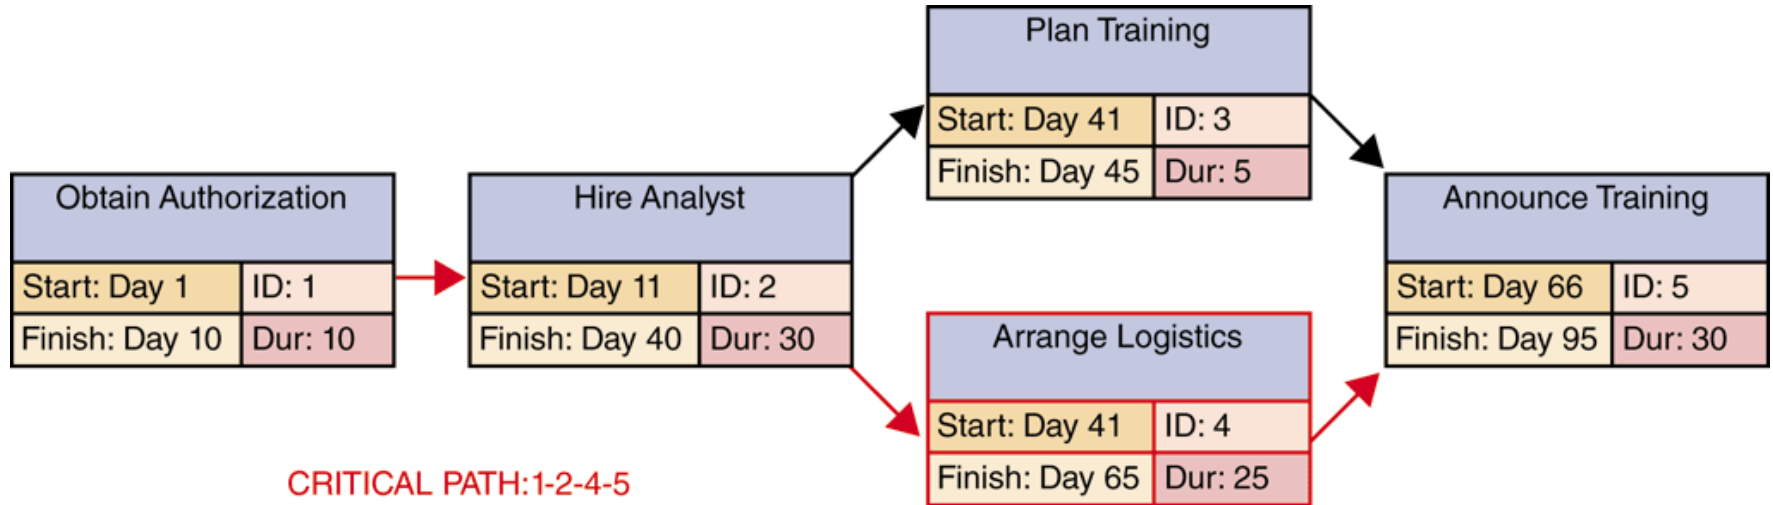 Plan Training
Start: Day 41
ID: 3
Finish: Day 45
Dur: 5
Obtain Authorization
Start: Day 1
ID: 1
Finish: Day 10
Dur: 10
Hire Analyst
Start: Day 11
ID: 2
Finish: Day 40
Dur: 30
Announce Training
Start: Day 66
ID: 5
Finish: Day 95
Dur: 30
Arrange Logistics
Start: Day 41
ID: 4
Finish: Day 65
Dur: 25
CRITICAL PATH:1-2-4-5